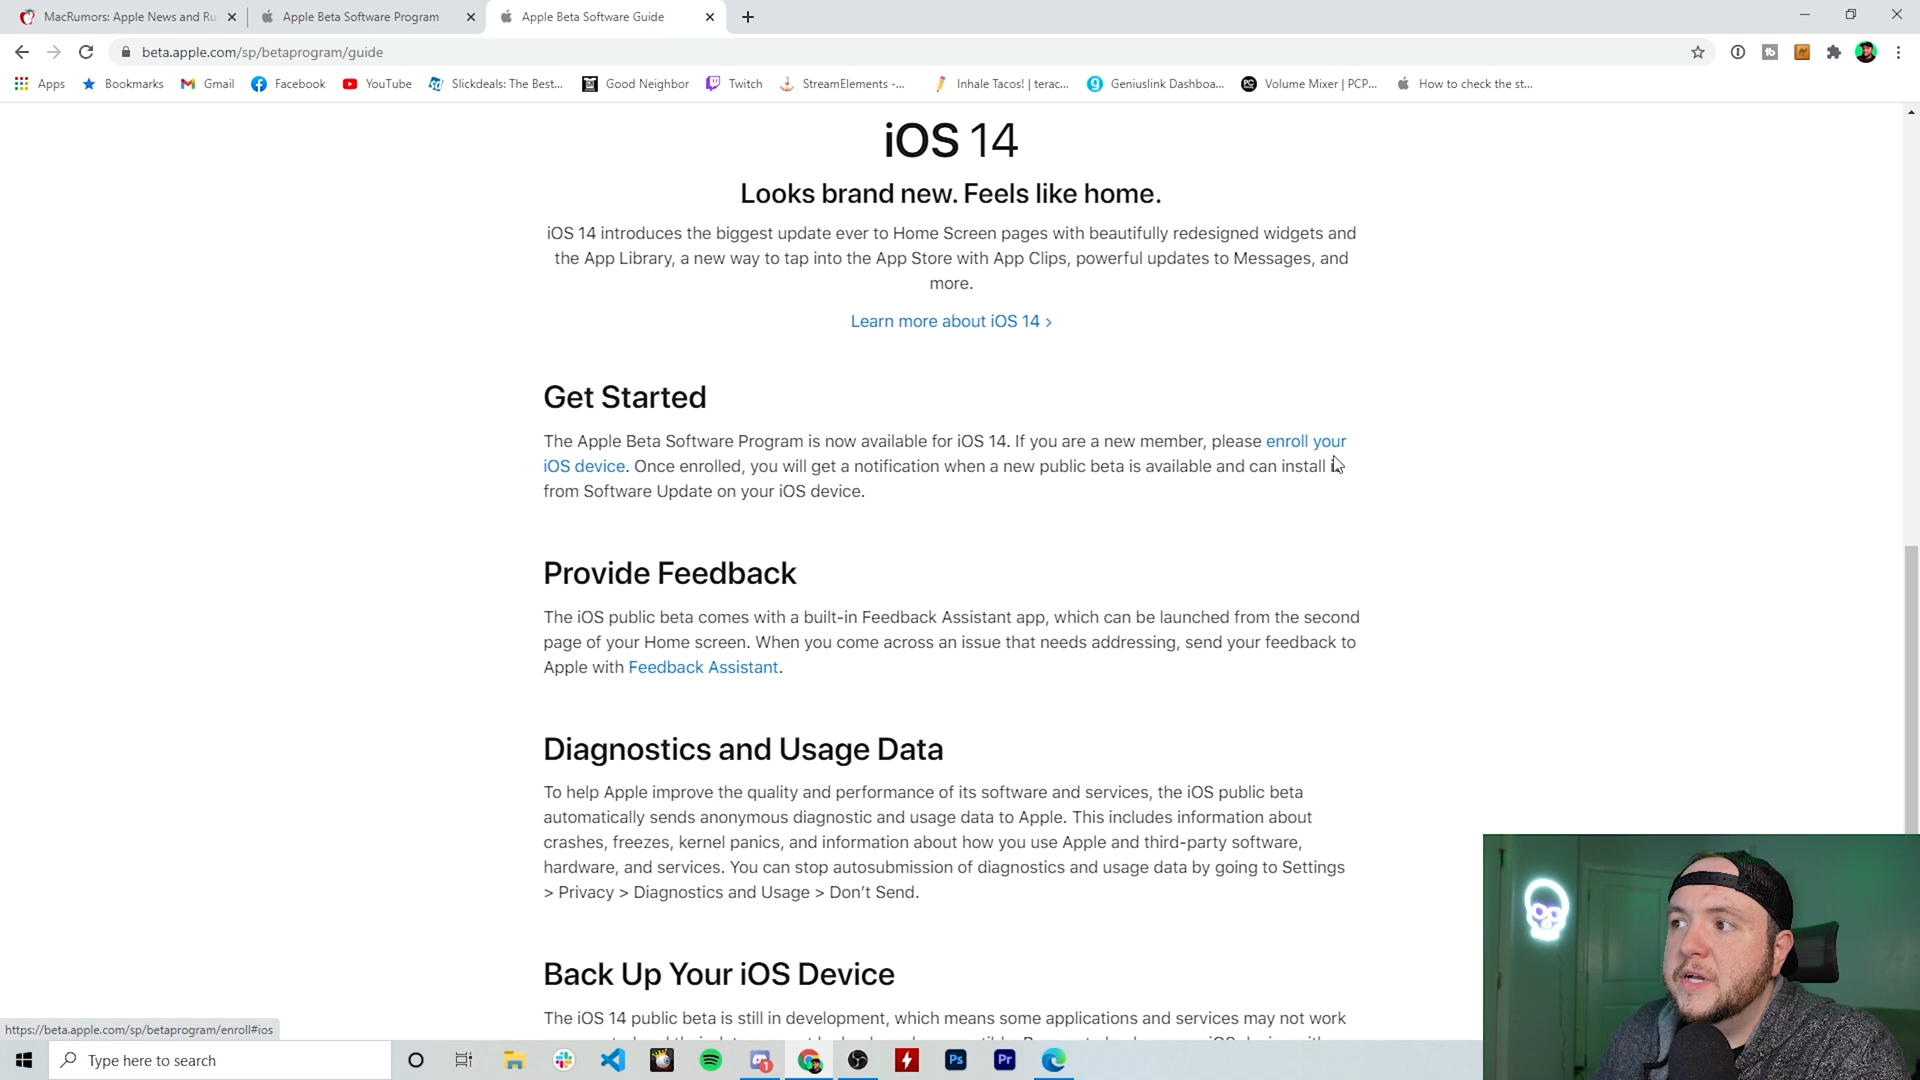 MacRumors: Apple News and Ru
Apple Beta Software Program
Apple Beta Software Guide
beta.apple.com/sp/betaprogram/guide
Apps
Bookmarks
Gmail
Facebook
YouTube
Slickdeals: The Best...
Good Neighbor
Twitch
StreamElements -...
Inhale Tacos! | terac...
Geniuslink Dashboa...
Volume Mixer | PCP...
How to check the st...
iOS 14
Looks brand new. Feels like home.
iOS 14 introduces the biggest update ever to Home Screen pages with beautifully redesigned widgets and
the App Library, a new way to tap into the App Store with App Clips, powerful updates to Messages, and
more.
Learn more about iOS 14 >
Get Started
The Apple Beta Software Program is now available for iOS 14. If you are a new member, please enroll your
iOS device. Once enrolled, you will get a notification when a new public beta is available and can install
from Software Update on your iOS device.
Provide Feedback
The iOS public beta comes with a built-in Feedback Assistant app, which can be launched from the second
page of your Home screen. When you come across an issue that needs addressing, send your feedback to
Apple with Feedback Assistant.
Diagnostics and Usage Data
To help Apple improve the quality and performance of its software and services, the iOS public beta
automatically sends anonymous diagnostic and usage data to Apple. This includes information about
crashes, freezes, kernel panics, and information about how you use Apple and third-party software,
hardware, and services. You can stop autosubmission of diagnostics and usage data by going to Settings
> Privacy > Diagnostics and Usage > Don’t Send.
Back Up Your iOS Device
The iOS 14 public beta is still in development, which means some applications and services may not work
https://beta.apple.com/sp/betaprogram/enroll#ios
Type here to search
1
Ps
Pr